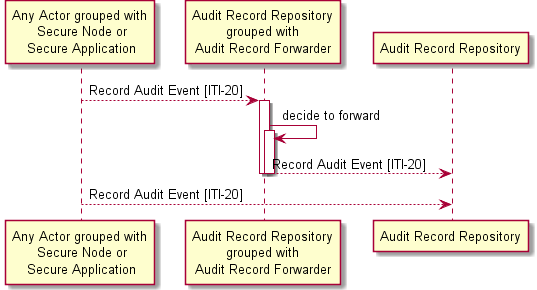 Any Actor grouped with
Secure Node or
Secure Application
Audit Record Repository
grouped with
Audit Record Forwarder
Audit Record Repository
Record Audit Event [ITI-20]
decide to forward
Record Audit Event [ITI-20]
Record Audit Event [ITI-20]
Any Actor grouped with
Secure Node or
Secure Application
Audit Record Repository
grouped with
Audit Record Forwarder
Audit Record Repository